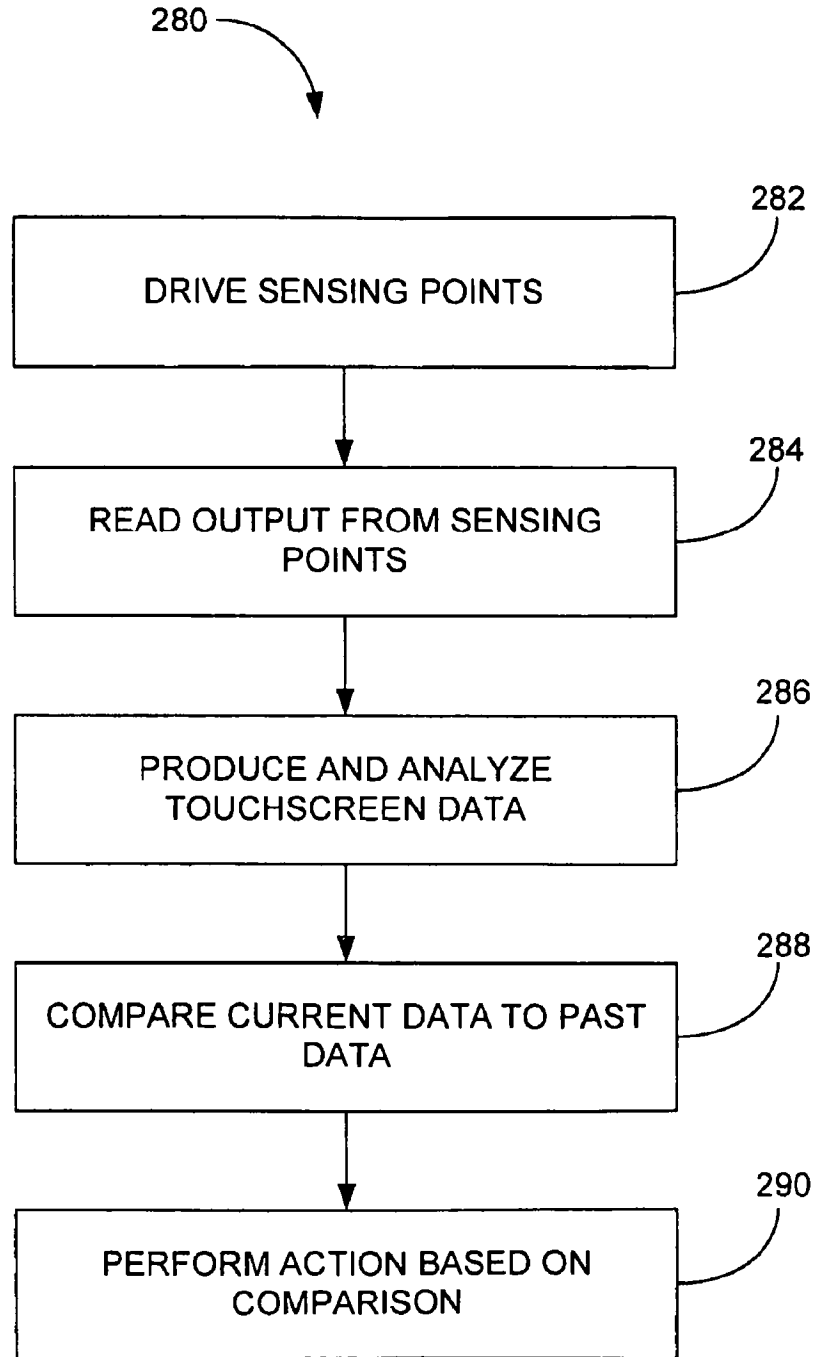 280
282
DRIVE SENSING POINTS
284
READ OUTPUT FROM SENSING
POINTS
286
PRODUCE AND ANALYZE
TOUCHSCREEN DATA
288
COMPARE CURRENT DATA TO PAST
DATA
290
PERFORM ACTION BASED ON
COMPARISON